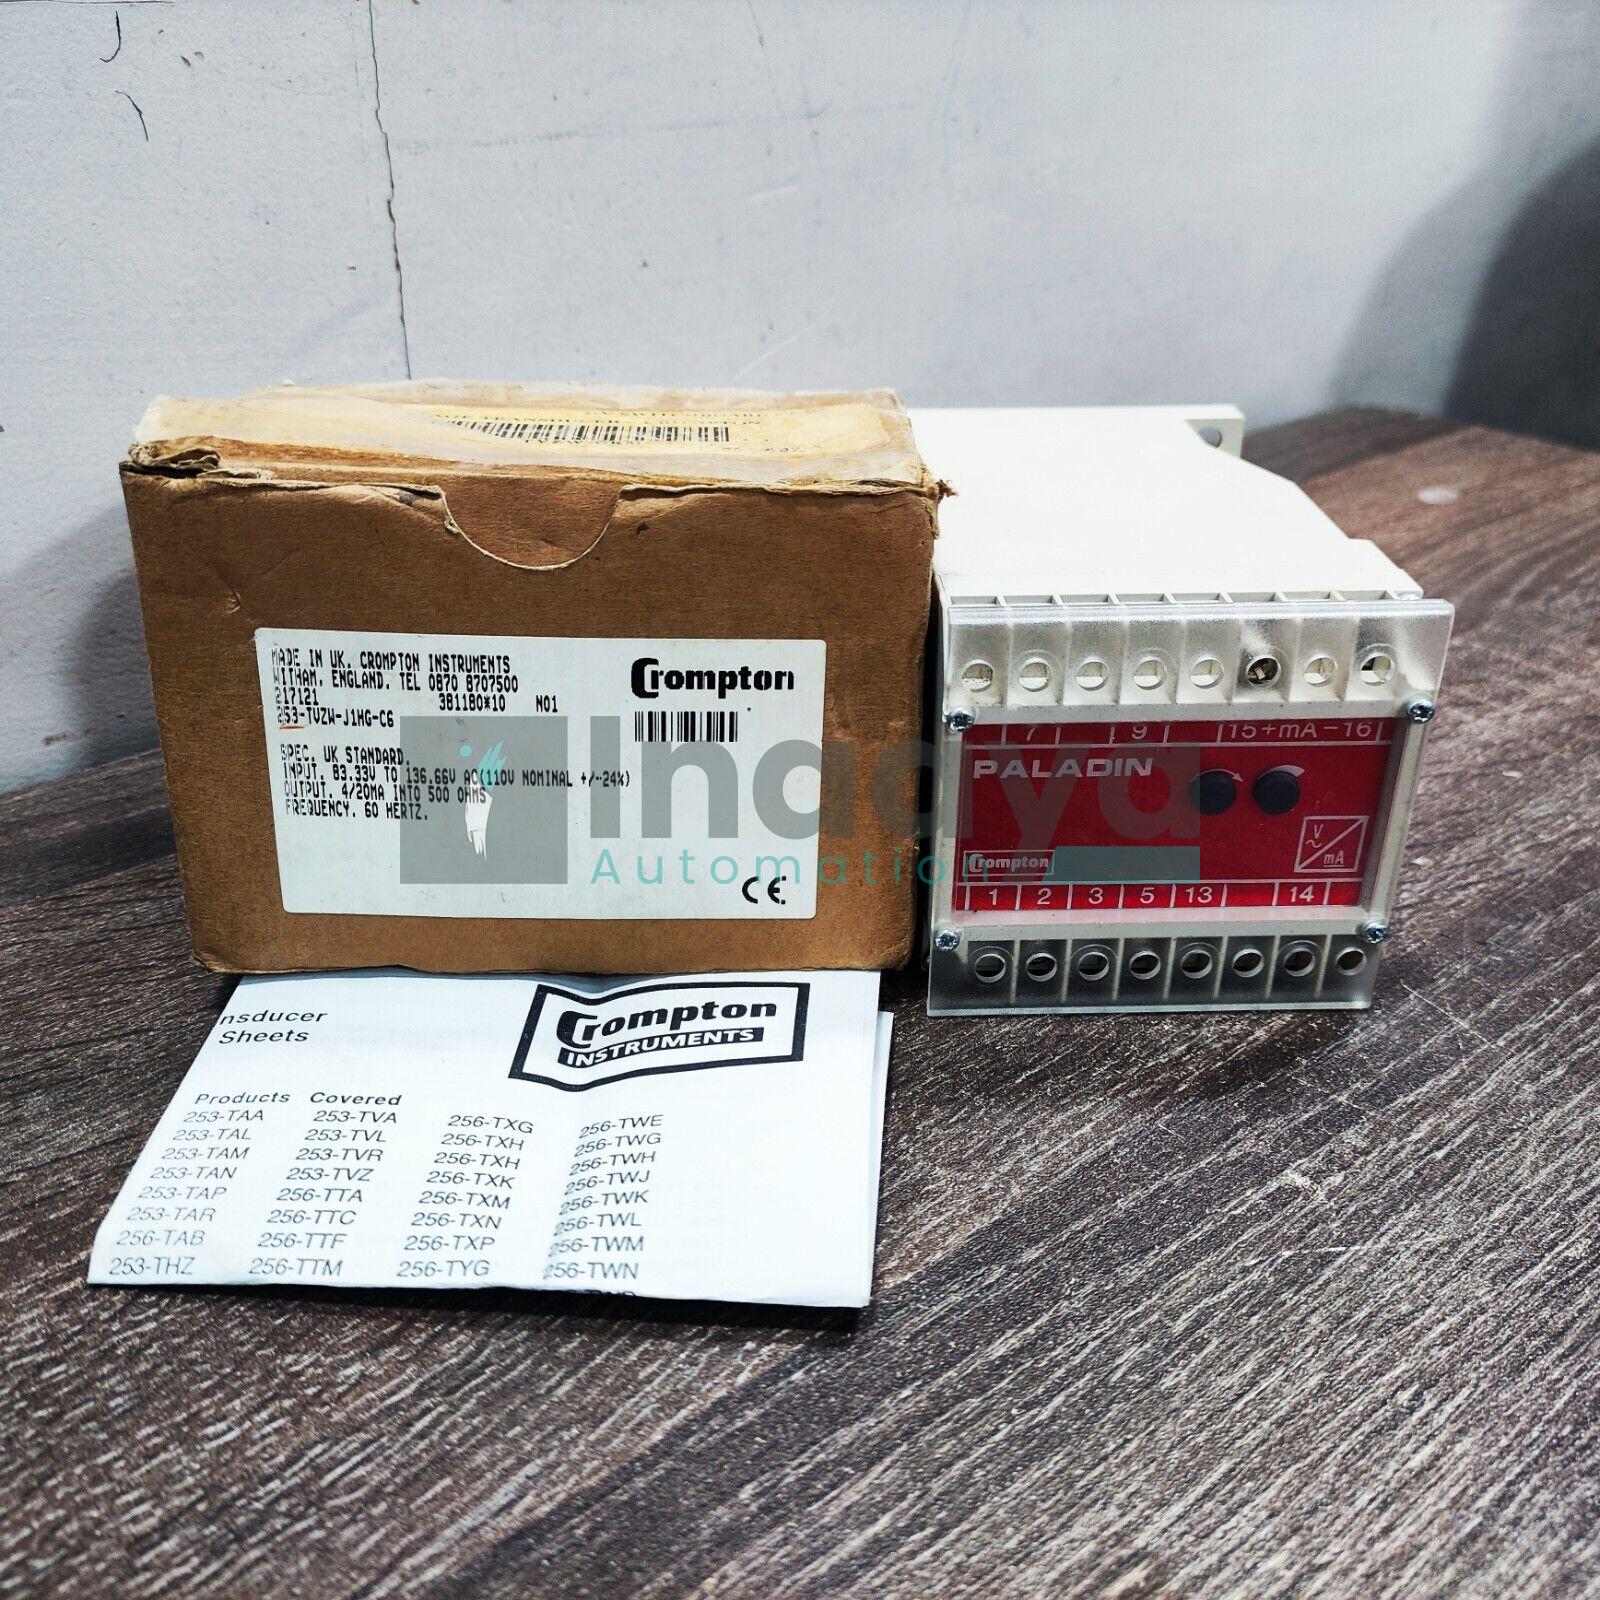 MADE IN UK. CROMPTON INSTRUMENTS
WITHAM, ENGLAND. TEL 0870 8707500
217121 381180*10 N01
253-TVZW-J1HG-C6
Crompton
SPEC. UK STANDARD.
INPUT. 83.33V TO 136.66V AC(110V NOMINAL +/-24%)
OUTPUT. 4/20MA INTO 500 OHMS
FREQUENCY. 60 HERTZ.
CE
Inaaya
Automation
7 9 15+mA-16
PALADIN
V
~
mA
Crompton
1 2 3 5 13 14
nsducer
Sheets
Crompton
INSTRUMENTS
Products Covered
253-TAA 253-TVA 256-TXG 256-TWE
253-TAL 253-TVL 256-TXH 256-TWG
253-TAM 253-TVR 256-TXH 256-TWH
253-TAN 253-TVZ 256-TXK 256-TWJ
253-TAP 256-TTA 256-TXM 256-TWK
253-TAR 256-TTC 256-TXN 256-TWL
256-TAB 256-TTF 256-TXP 256-TWM
253-THZ 256-TTM 256-TYG 256-TWN